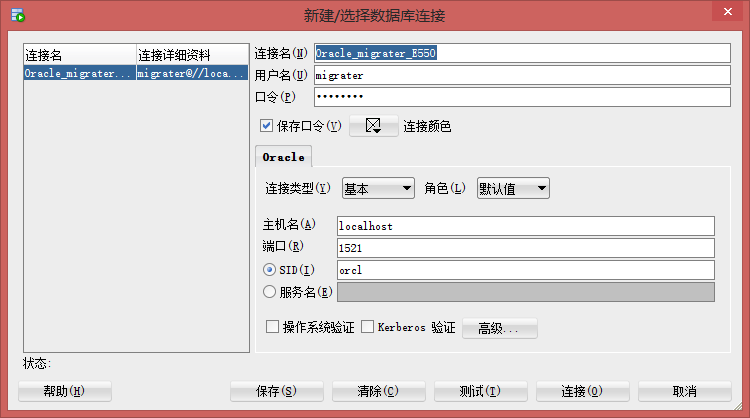 新建/选择数据库连接
连接名 连接详细资料
Oracle_migrater... migrater@//loca...
连接名(N) Oracle_migrater_E550
用户名(U) migrater
口令(P) ••••••••
保存口令(V) 连接颜色
Oracle
连接类型(Y) 基本 角色(L) 默认值
主机名(A) localhost
端口(R) 1521
SID(I) orcl
服务名(E)
操作系统验证 Kerberos 验证 高级...
状态:
帮助(H) 保存(S) 清除(C) 测试(T) 连接(O) 取消